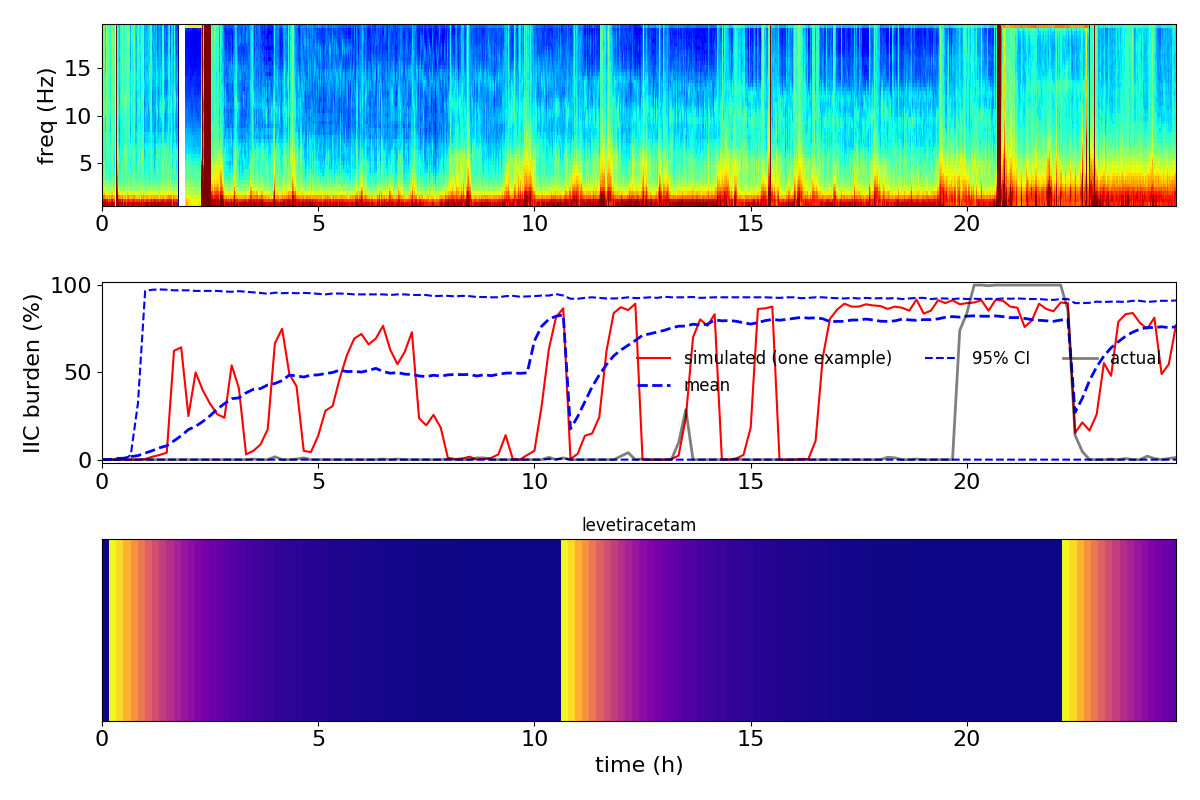 freq (Hz)
15
10
5
0 5 10 15 20
IIC burden (%)
100
50
0
simulated (one example) 95% CI actual
mean
0 5 10 15 20
levetiracetam
0 5 10 15 20
time (h)